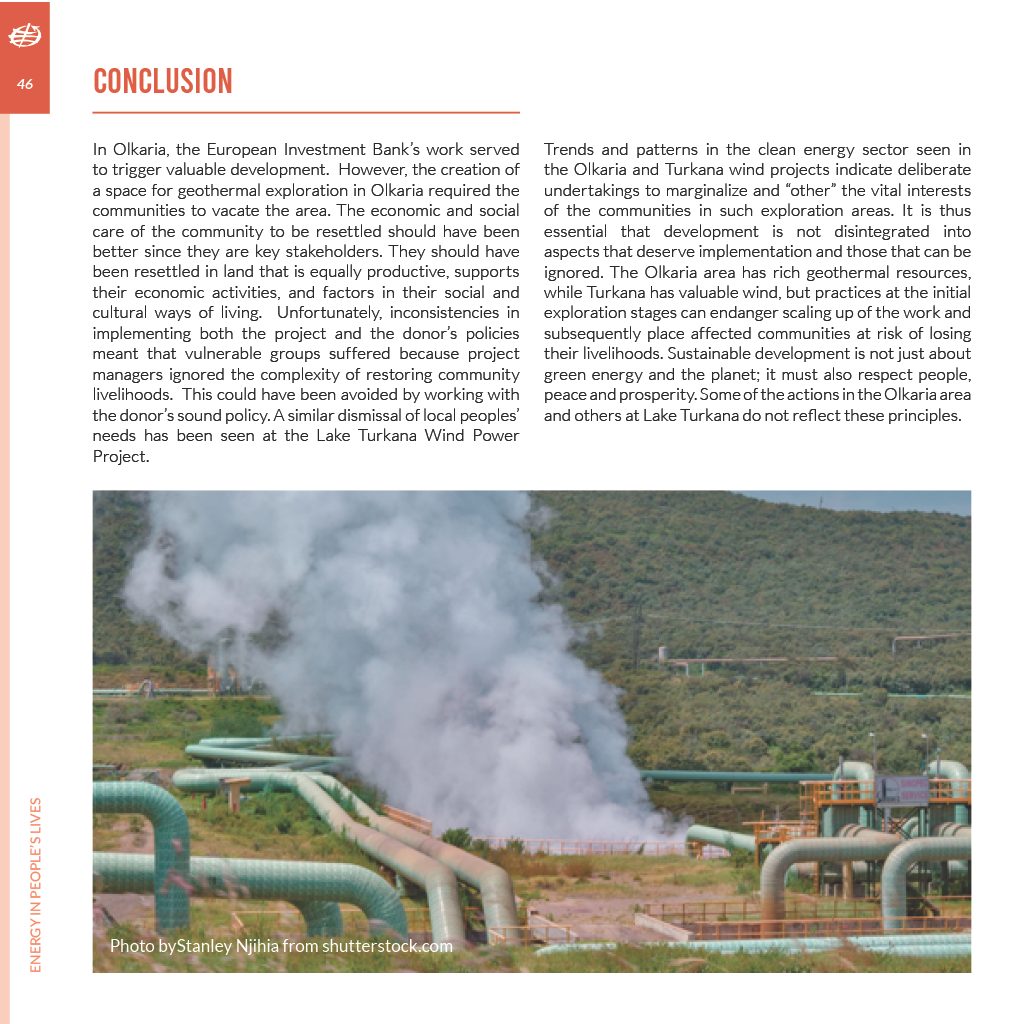 46
CONCLUSION
In Olkaria, the European Investment Bank's work served
to trigger valuable development.  However, the creation of
a space for geothermal exploration in Olkaria required the
communities to vacate the area. The economic and social
care of the community to be resettled should have been
better since they are key stakeholders. They should have
been resettled in land that is equally productive, supports
their economic activities, and factors in their social and
cultural ways of living.  Unfortunately, inconsistencies in
implementing both the project and the donor's policies
meant that vulnerable groups suffered because project
managers ignored the complexity of restoring community
livelihoods.  This could have been avoided by working with
the donor's sound policy. A similar dismissal of local peoples'
needs has been seen at the Lake Turkana Wind Power
Project.
Trends and patterns in the clean energy sector seen in
the Olkaria and Turkana wind projects indicate deliberate
undertakings to marginalize and “other” the vital interests
of the communities in such exploration areas. It is thus
essential that development is not disintegrated into
aspects that deserve implementation and those that can be
ignored. The Olkaria area has rich geothermal resources,
while Turkana has valuable wind, but practices at the initial
exploration stages can endanger scaling up of the work and
subsequently place affected communities at risk of losing
their livelihoods. Sustainable development is not just about
green energy and the planet; it must also respect people,
peace and prosperity. Some of the actions in the Olkaria area
and others at Lake Turkana do not reflect these principles.
Photo byStanley Njihia from shutterstock.com
ENERGY IN PEOPLE'S LIVES